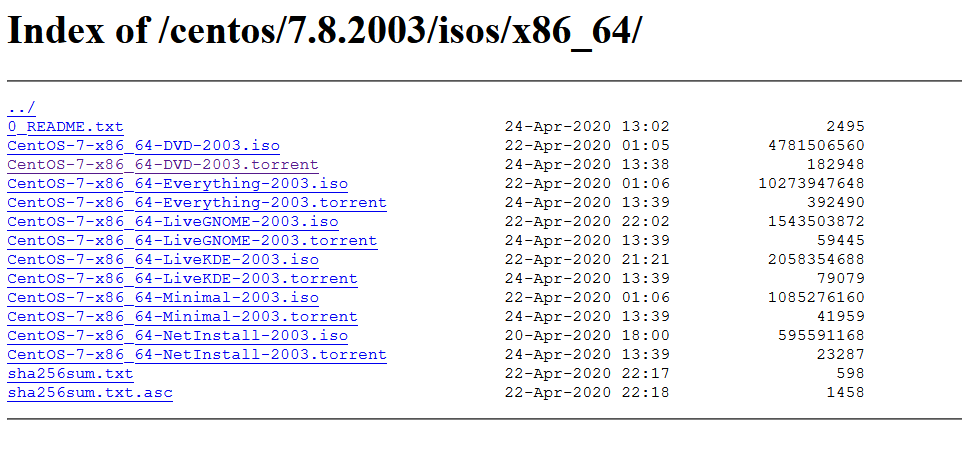 Index of /centos/7.8.2003/isos/x86_64/
../
0_README.txt 24-Apr-2020 13:02 2495
CentOS-7-x86_64-DVD-2003.iso 22-Apr-2020 01:05 4781506560
CentOS-7-x86_64-DVD-2003.torrent 24-Apr-2020 13:38 182948
CentOS-7-x86_64-Everything-2003.iso 22-Apr-2020 01:06 10273947648
CentOS-7-x86_64-Everything-2003.torrent 24-Apr-2020 13:39 392490
CentOS-7-x86_64-LiveGNOME-2003.iso 22-Apr-2020 22:02 1543503872
CentOS-7-x86_64-LiveGNOME-2003.torrent 24-Apr-2020 13:39 59445
CentOS-7-x86_64-LiveKDE-2003.iso 22-Apr-2020 21:21 2058354688
CentOS-7-x86_64-LiveKDE-2003.torrent 24-Apr-2020 13:39 79079
CentOS-7-x86_64-Minimal-2003.iso 22-Apr-2020 01:06 1085276160
CentOS-7-x86_64-Minimal-2003.torrent 24-Apr-2020 13:39 41959
CentOS-7-x86_64-NetInstall-2003.iso 20-Apr-2020 18:00 595591168
CentOS-7-x86_64-NetInstall-2003.torrent 24-Apr-2020 13:39 23287
sha256sum.txt 22-Apr-2020 22:17 598
sha256sum.txt.asc 22-Apr-2020 22:18 1458